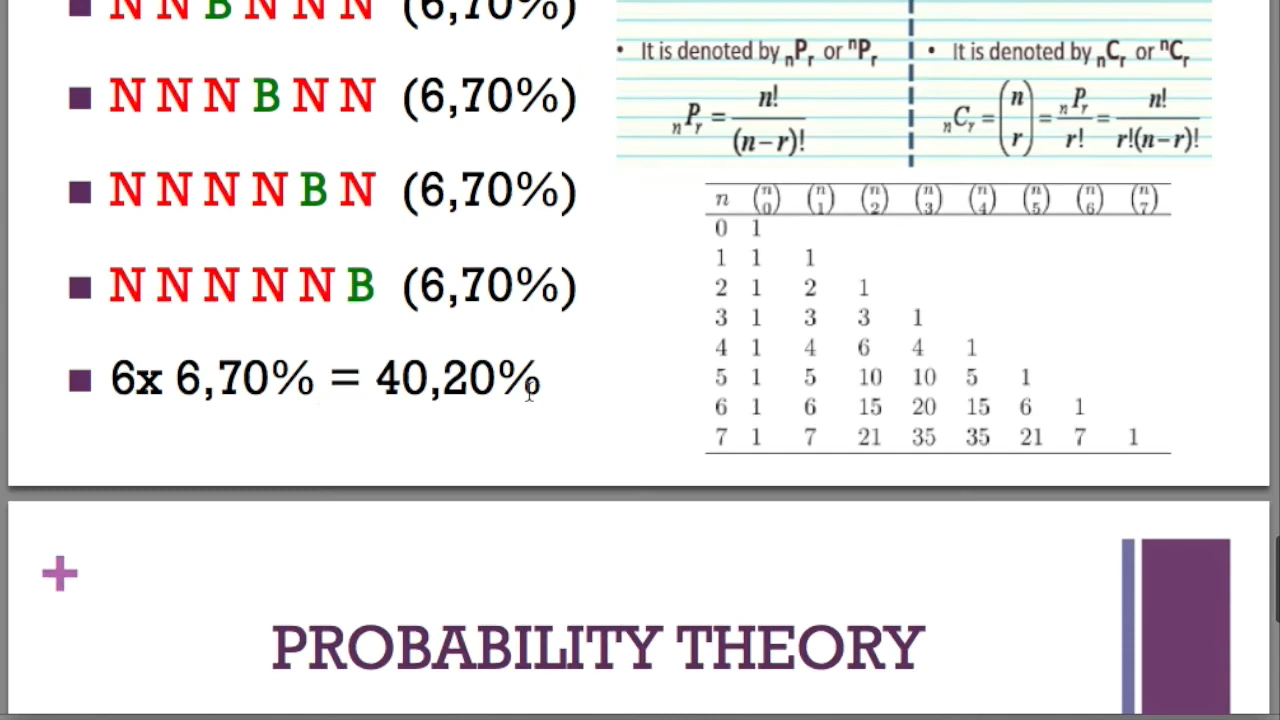 N N B N N N (6,70%)
N N N B N N (6,70%)
N N N N B N (6,70%)
N N N N N B (6,70%)
6x 6,70% = 40,20%
• It is denoted by nPr or nPr
nPr = n! / (n−r)!
• It is denoted by nCr or nCr
nCr = (n r) = nPr / r! = n! / r!(n−r)!
n (n 0) (n 1) (n 2) (n 3) (n 4) (n 5) (n 6) (n 7)
0 1
1 1 1
2 1 2 1
3 1 3 3 1
4 1 4 6 4 1
5 1 5 10 10 5 1
6 1 6 15 20 15 6 1
7 1 7 21 35 35 21 7 1
+
PROBABILITY THEORY